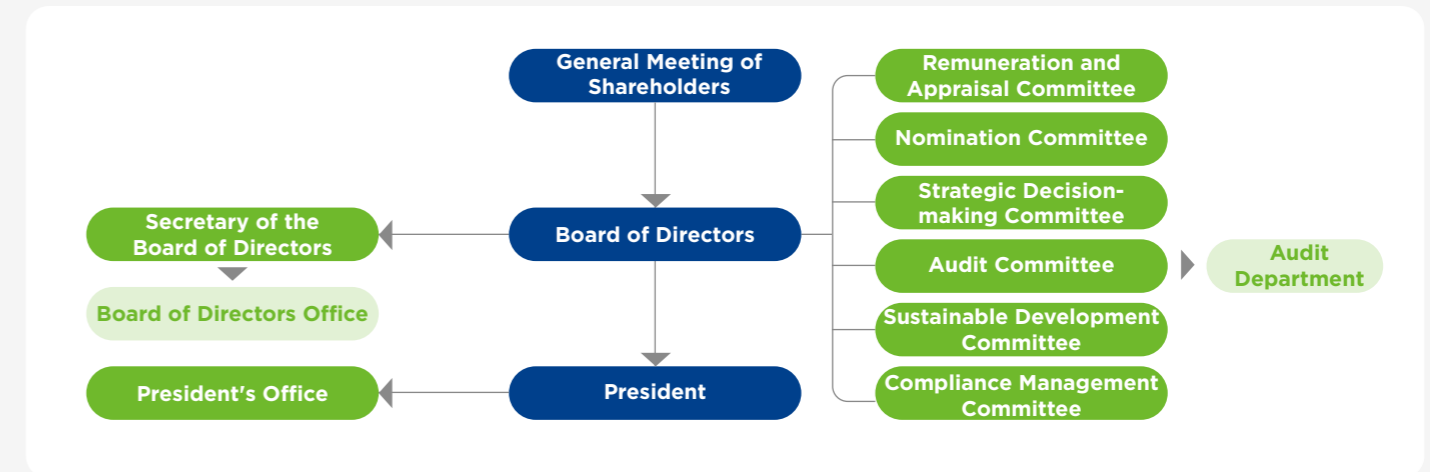 General Meeting of
Shareholders
Board of Directors
President
Secretary of the
Board of Directors
Board of Directors Office
President's Office
Remuneration and
Appraisal Committee
Nomination Committee
Strategic Decision-
making Committee
Audit Committee
Sustainable Development
Committee
Compliance Management
Committee
Audit
Department